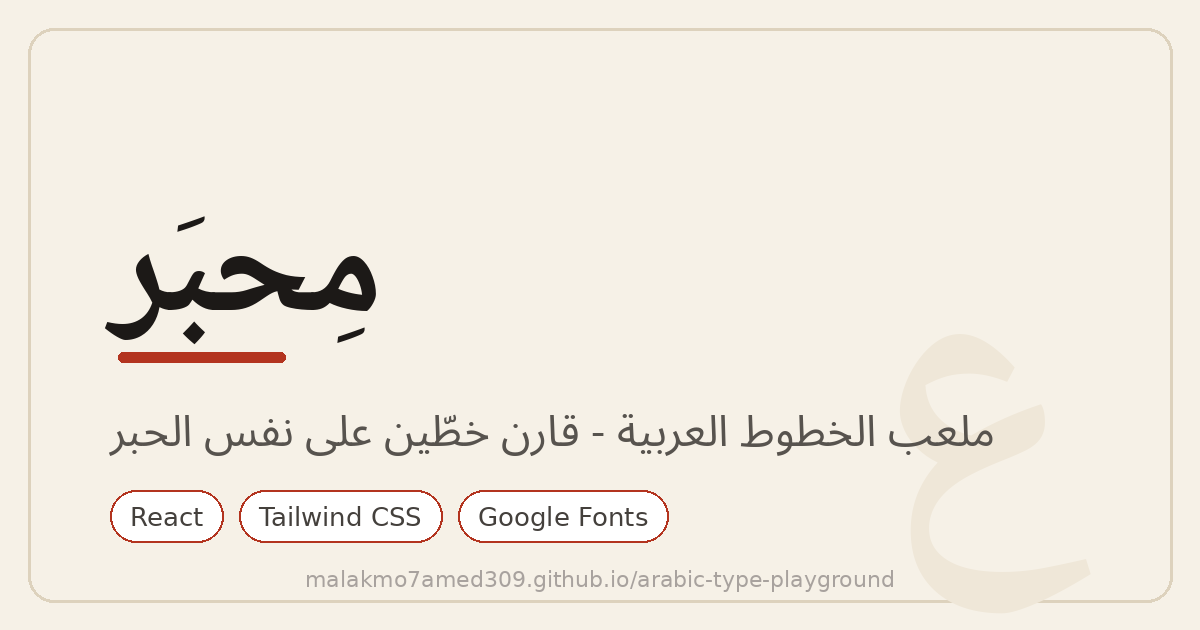 مِحبَر
ملعب الخطوط العربية - قارن خطّين على نفس الحبر
React
Tailwind CSS
Google Fonts
malakmo7amed309.github.io/arabic-type-playground
ع